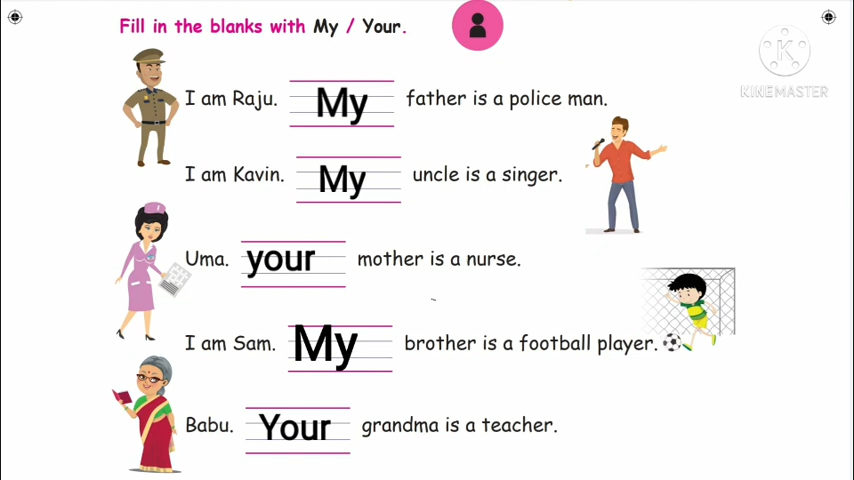 Fill in the blanks with My / Your.
K
KINEMASTER
I am Raju. My father is a police man.
I am Kavin. My uncle is a singer.
Uma. your mother is a nurse.
I am Sam. My brother is a football player.
Babu. Your grandma is a teacher.